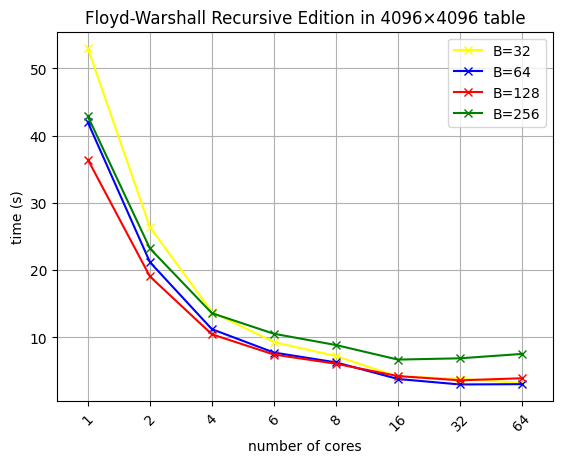 Floyd-Warshall Recursive Edition in 4096×4096 table
B=32
B=64
B=128
B=256
time (s)
50
40
30
20
10
1
2
4
6
8
16
32
64
number of cores